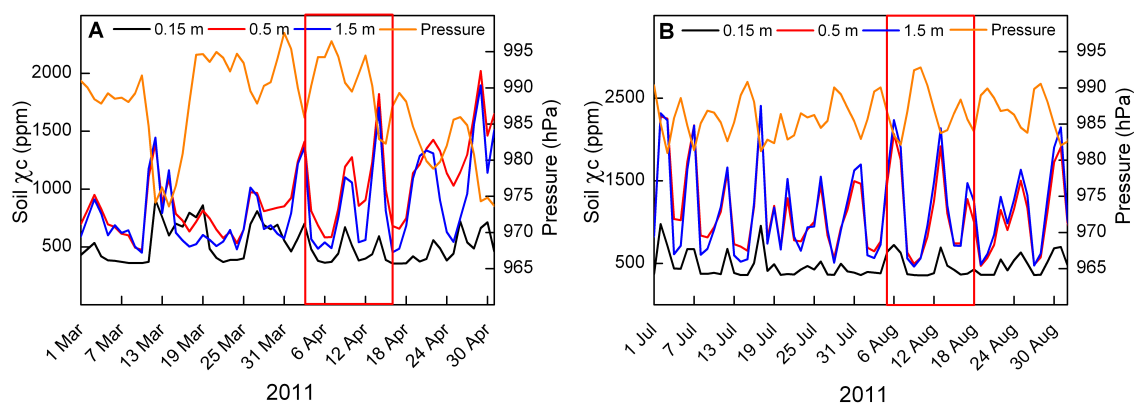 A
0.15 m 0.5 m 1.5 m Pressure
2000
1500
1000
500
Soil χc (ppm)
995
990
985
980
975
970
965
Pressure (hPa)
1 Mar 7 Mar 13 Mar 19 Mar 25 Mar 31 Mar 6 Apr 12 Apr 18 Apr 24 Apr 30 Apr
2011
B
0.15 m 0.5 m 1.5 m Pressure
2500
1500
500
Soil χc (ppm)
995
990
985
980
975
970
965
Pressure (hPa)
1 Jul 7 Jul 13 Jul 19 Jul 25 Jul 31 Jul 6 Aug 12 Aug 18 Aug 24 Aug 30 Aug
2011